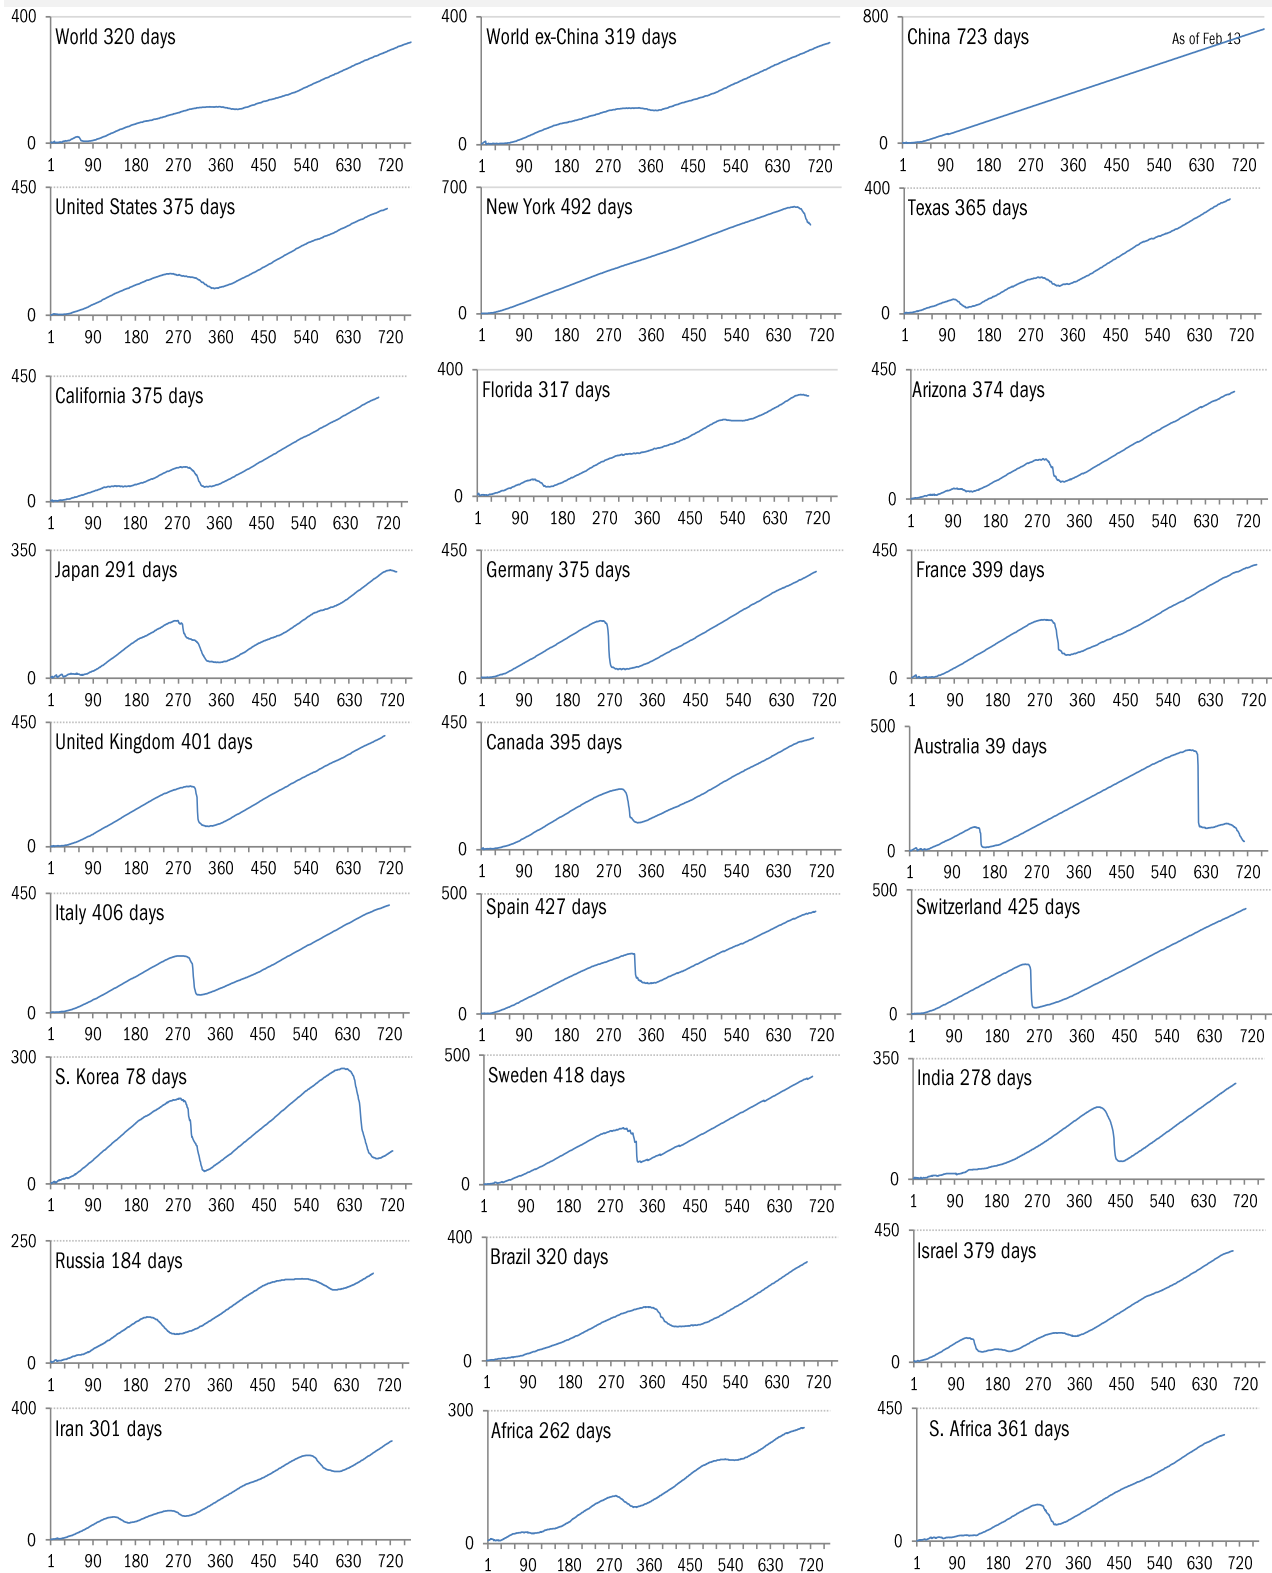 400
World 320 days
0
1 90 180 270 360 450 540 630 720
400
World ex-China 319 days
0
1 90 180 270 360 450 540 630 720
800
China 723 days
As of Feb 13
0
1 90 180 270 360 450 540 630 720
450
United States 375 days
0
1 90 180 270 360 450 540 630 720
700
New York 492 days
0
1 90 180 270 360 450 540 630 720
400
Texas 365 days
0
1 90 180 270 360 450 540 630 720
450
California 375 days
0
1 90 180 270 360 450 540 630 720
400
Florida 317 days
0
1 90 180 270 360 450 540 630 720
450
Arizona 374 days
0
1 90 180 270 360 450 540 630 720
350
Japan 291 days
0
1 90 180 270 360 450 540 630 720
450
Germany 375 days
0
1 90 180 270 360 450 540 630 720
450
France 399 days
0
1 90 180 270 360 450 540 630 720
450
United Kingdom 401 days
0
1 90 180 270 360 450 540 630 720
450
Canada 395 days
0
1 90 180 270 360 450 540 630 720
500
Australia 39 days
0
1 90 180 270 360 450 540 630 720
450
Italy 406 days
0
1 90 180 270 360 450 540 630 720
500
Spain 427 days
0
1 90 180 270 360 450 540 630 720
500
Switzerland 425 days
0
1 90 180 270 360 450 540 630 720
300
S. Korea 78 days
0
1 90 180 270 360 450 540 630 720
500
Sweden 418 days
0
1 90 180 270 360 450 540 630 720
350
India 278 days
0
1 90 180 270 360 450 540 630 720
250
Russia 184 days
0
1 90 180 270 360 450 540 630 720
400
Brazil 320 days
0
1 90 180 270 360 450 540 630 720
450
Israel 379 days
0
1 90 180 270 360 450 540 630 720
400
Iran 301 days
0
1 90 180 270 360 450 540 630 720
300
Africa 262 days
0
1 90 180 270 360 450 540 630 720
450
S. Africa 361 days
0
1 90 180 270 360 450 540 630 720